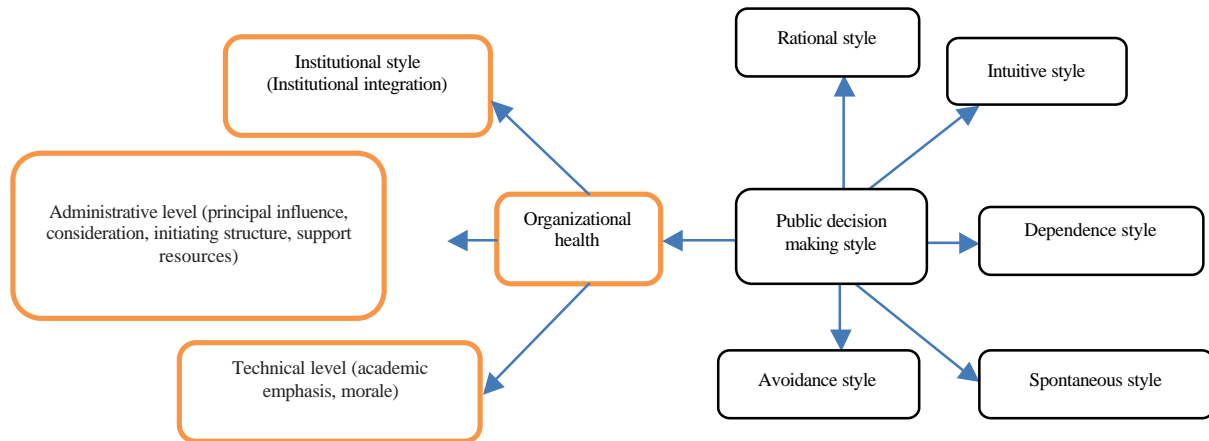 Institutional style
(Institutional integration)
Rational style
Intuitive style
Administrative level (principal influence,
consideration, initiating structure, support
resources)
Organizational
health
Public decision
making style
Dependence style
Technical level (academic
emphasis, morale)
Avoidance style
Spontaneous style